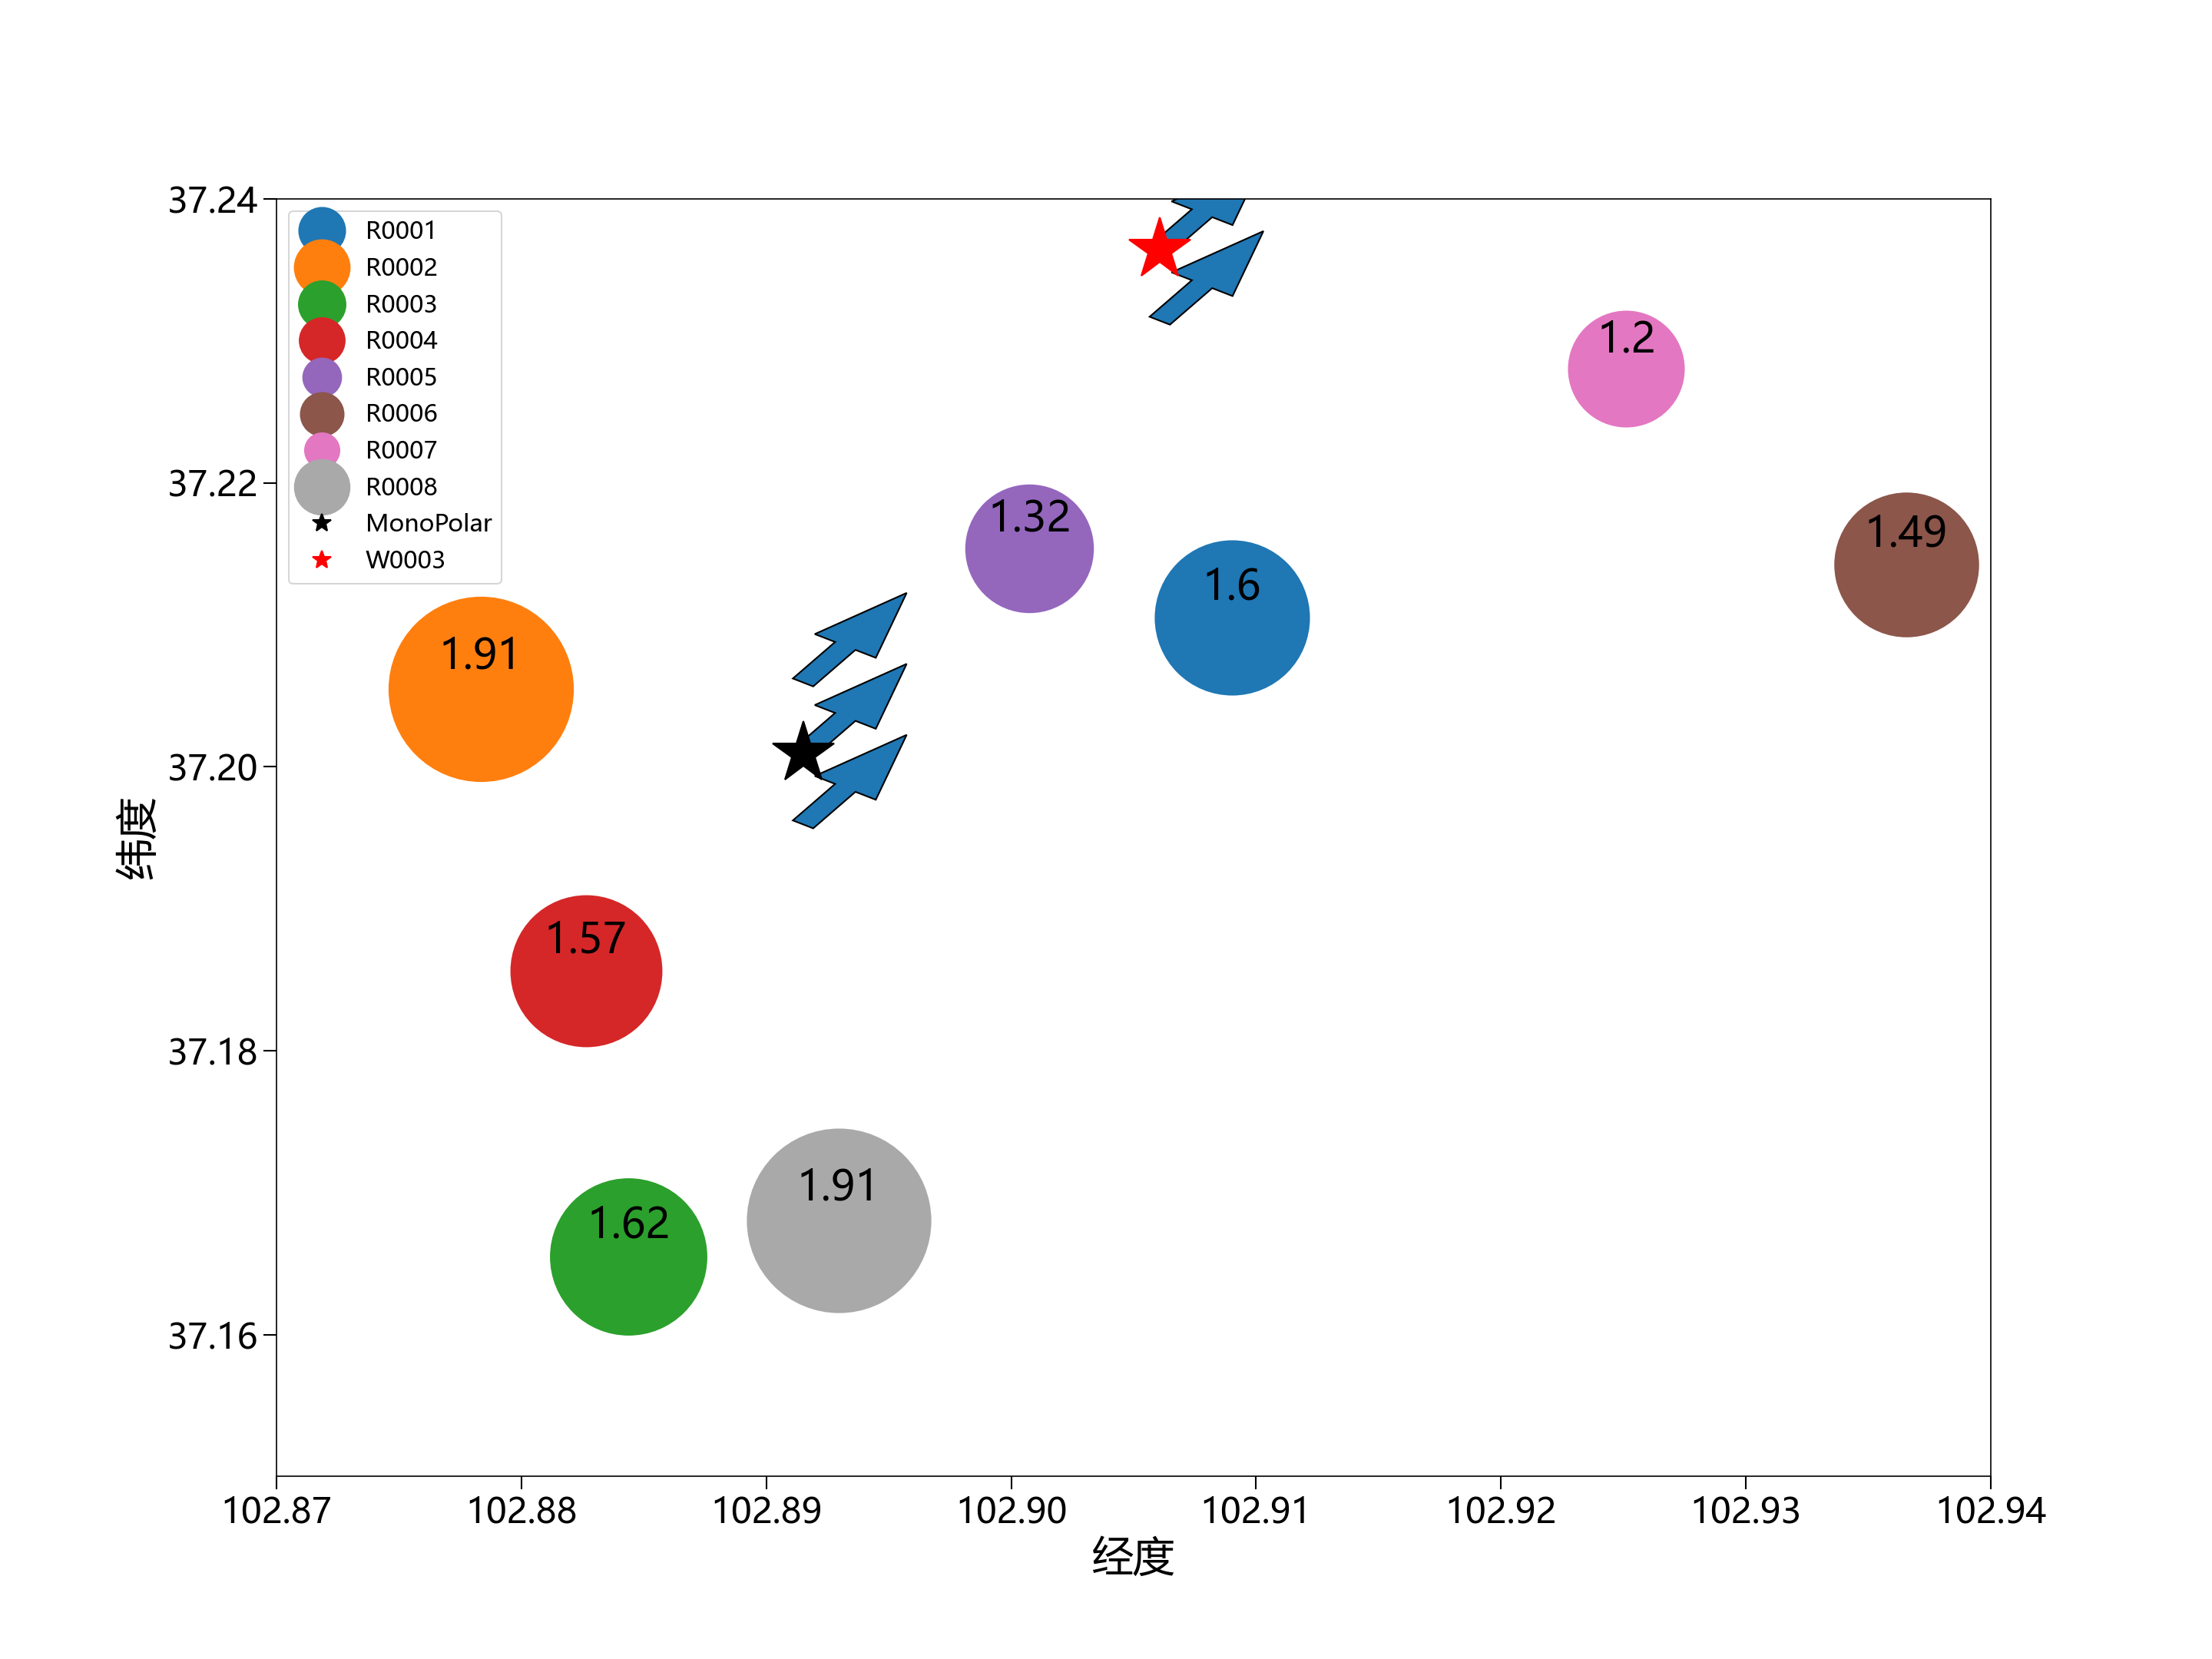 37.24
37.22
37.20
37.18
37.16
纬度
R0001
R0002
R0003
R0004
R0005
R0006
R0007
R0008
MonoPolar
W0003
1.2
1.32
1.49
1.6
1.91
1.57
1.91
1.62
102.87 102.88 102.89 102.90 102.91 102.92 102.93 102.94
经度